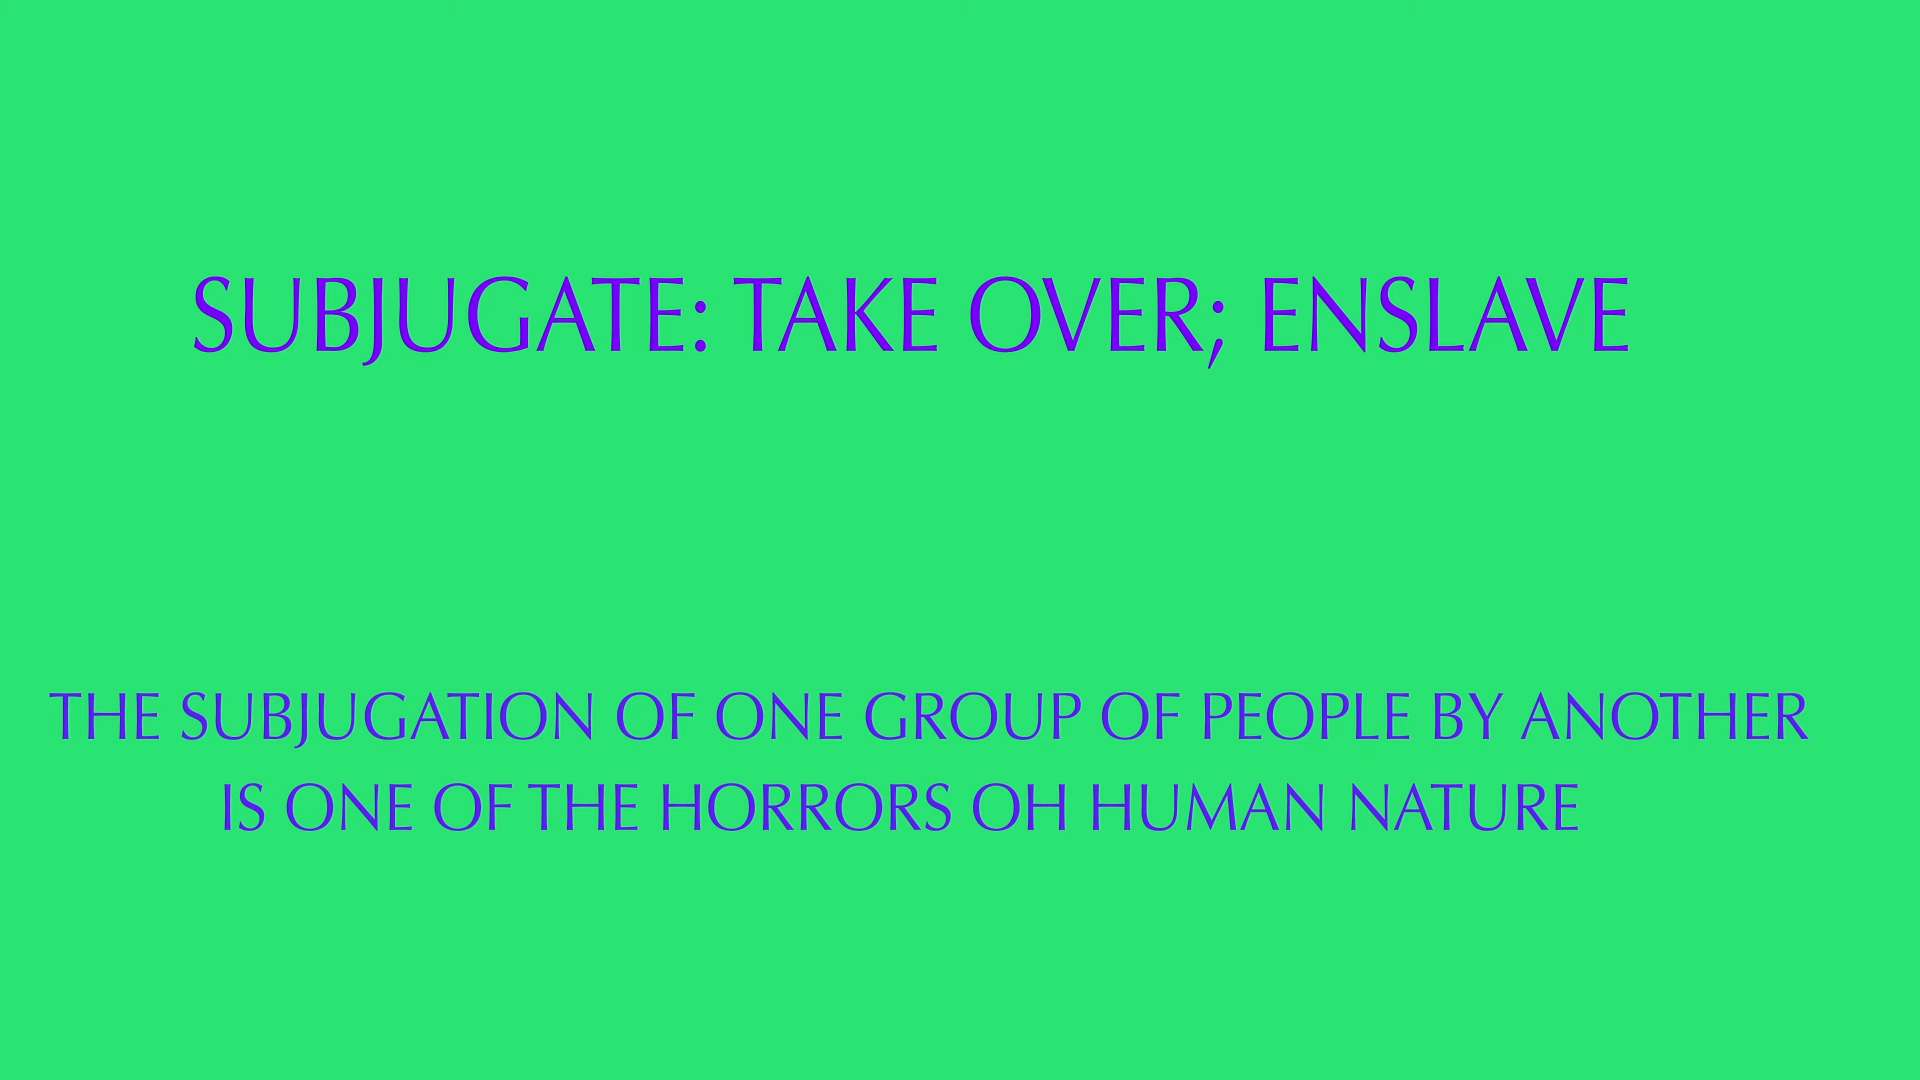 SUBJUGATE: TAKE OVER; ENSLAVE
THE SUBJUGATION OF ONE GROUP OF PEOPLE BY ANOTHER
IS ONE OF THE HORRORS OH HUMAN NATURE